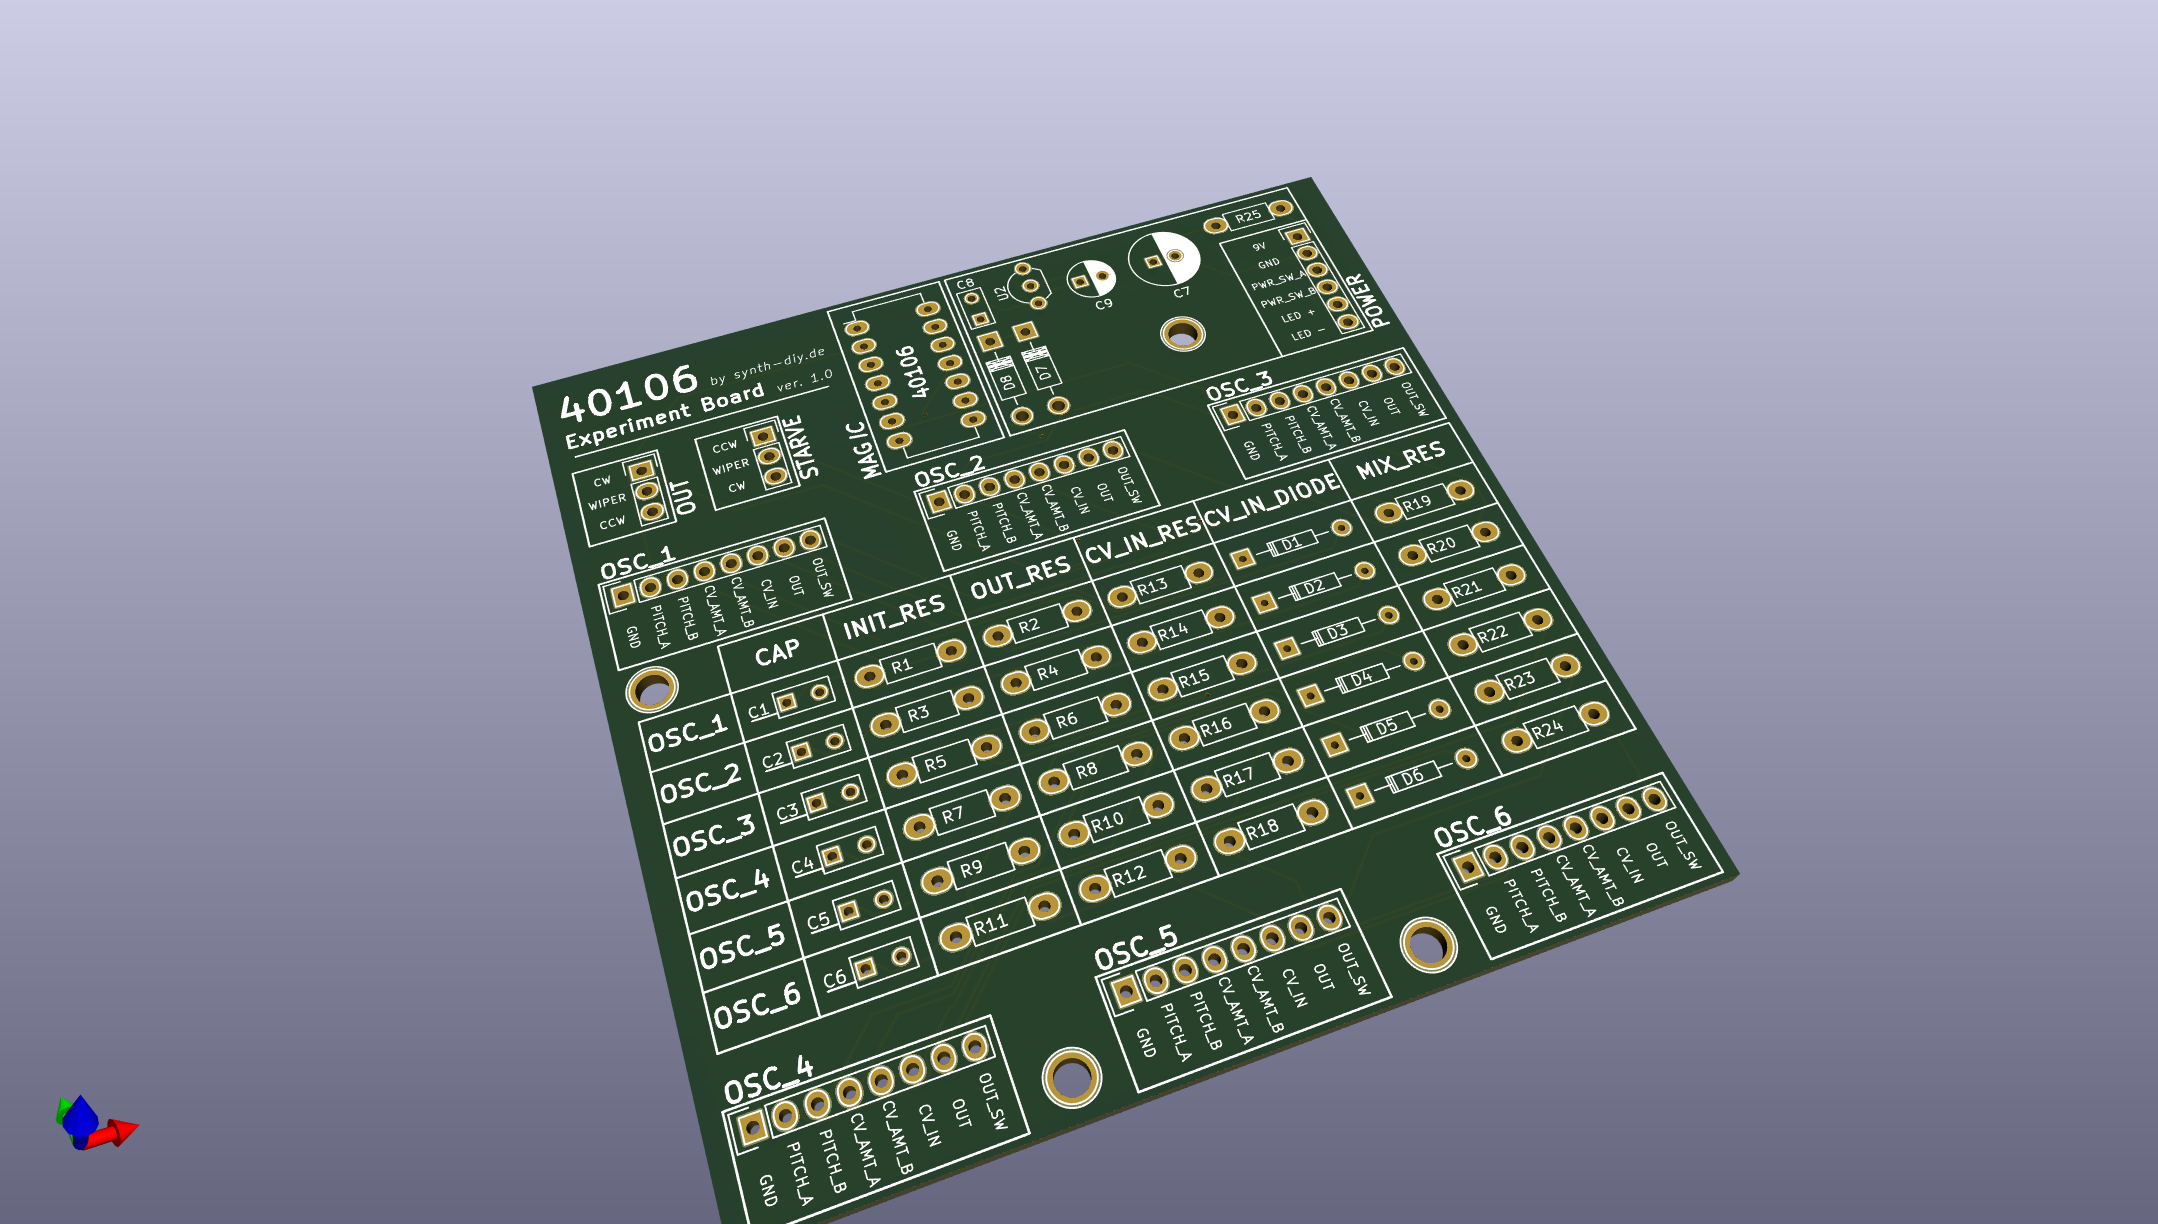 40106 by synth-diy.de
Experiment Board ver. 1.0
CW
WIPER
CCW
OUT
CCW
WIPER
CW
STARVE
40106
MAGIC
C8
U2
C9
C7
R25
D8
D7
9V
GND
PWR_SW_A
PWR_SW_B
LED +
LED -
POWER
OSC_1
GND
PITCH_A
PITCH_B
CV_AMT_A
CV_AMT_B
CV_IN
OUT
OUT_SW
OSC_2
GND
PITCH_A
PITCH_B
CV_AMT_A
CV_AMT_B
CV_IN
OUT
OUT_SW
OSC_3
GND
PITCH_A
PITCH_B
CV_AMT_A
CV_AMT_B
CV_IN
OUT
OUT_SW
CAP INIT_RES OUT_RES CV_IN_RES CV_IN_DIODE MIX_RES
OSC_1 C1 R1 R2 R13 D1 R19
OSC_2 C2 R3 R4 R14 D2 R20
OSC_3 C3 R5 R6 R15 D3 R21
OSC_4 C4 R7 R8 R16 D4 R22
OSC_5 C5 R9 R10 R17 D5 R23
OSC_6 C6 R11 R12 R18 D6 R24
OSC_4
GND
PITCH_A
PITCH_B
CV_AMT_A
CV_AMT_B
CV_IN
OUT
OUT_SW
OSC_5
GND
PITCH_A
PITCH_B
CV_AMT_A
CV_AMT_B
CV_IN
OUT
OUT_SW
OSC_6
GND
PITCH_A
PITCH_B
CV_AMT_A
CV_AMT_B
CV_IN
OUT
OUT_SW